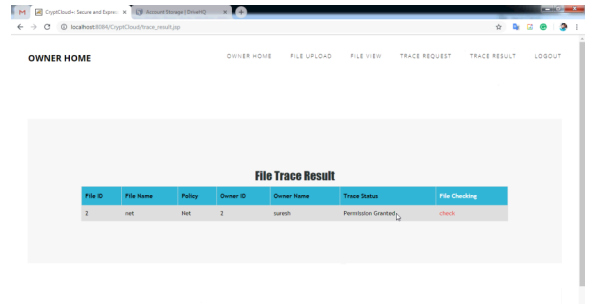 CryptCloud+: Secure and Expres
Account Storage | DriveHQ
localhost:8084/CryptCloud/trace_result.jsp
OWNER HOME
OWNER HOME FILE UPLOAD FILE VIEW TRACE REQUEST TRACE RESULT LOGOUT
File Trace Result
File ID File Name Policy Owner ID Owner Name Trace Status File Checking
2 net Net 2 suresh Permission Granted check